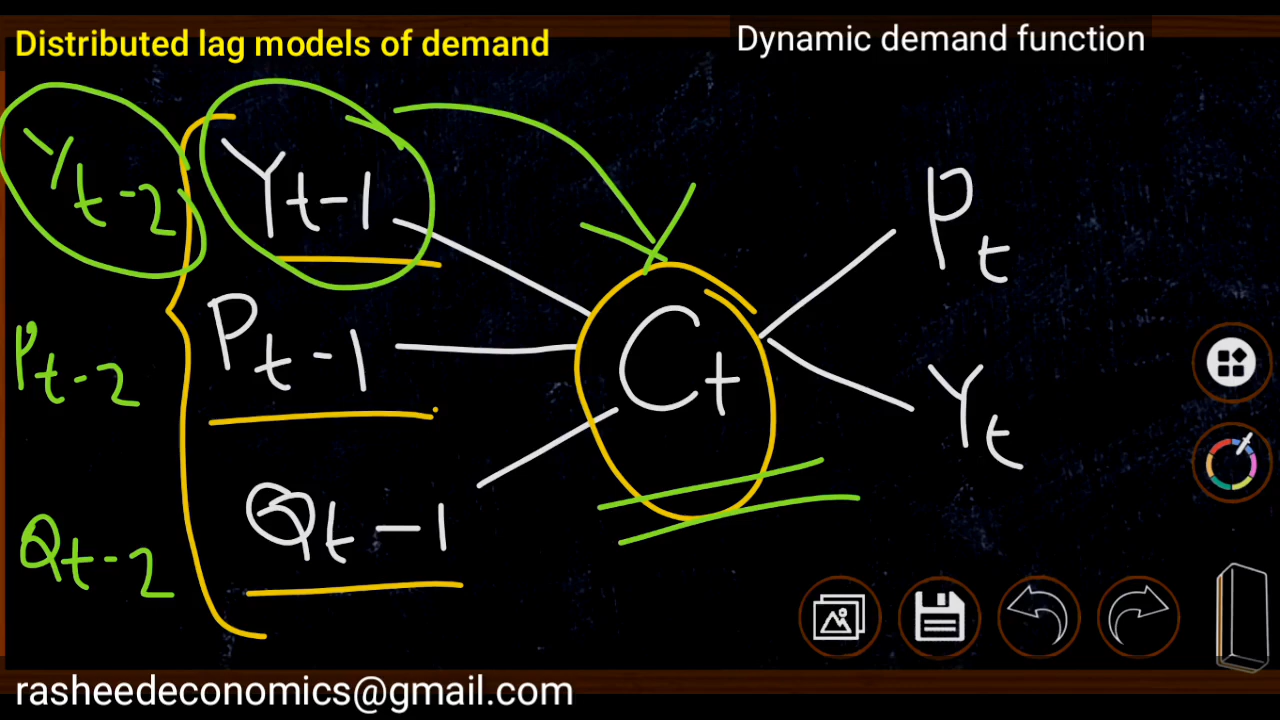 Distributed lag models of demand
Dynamic demand function
Yt-2 Yt-1 Pt
Pt-2 Pt-1 Ct
Yt
Qt-2 Qt-1
rasheedeconomics@gmail.com